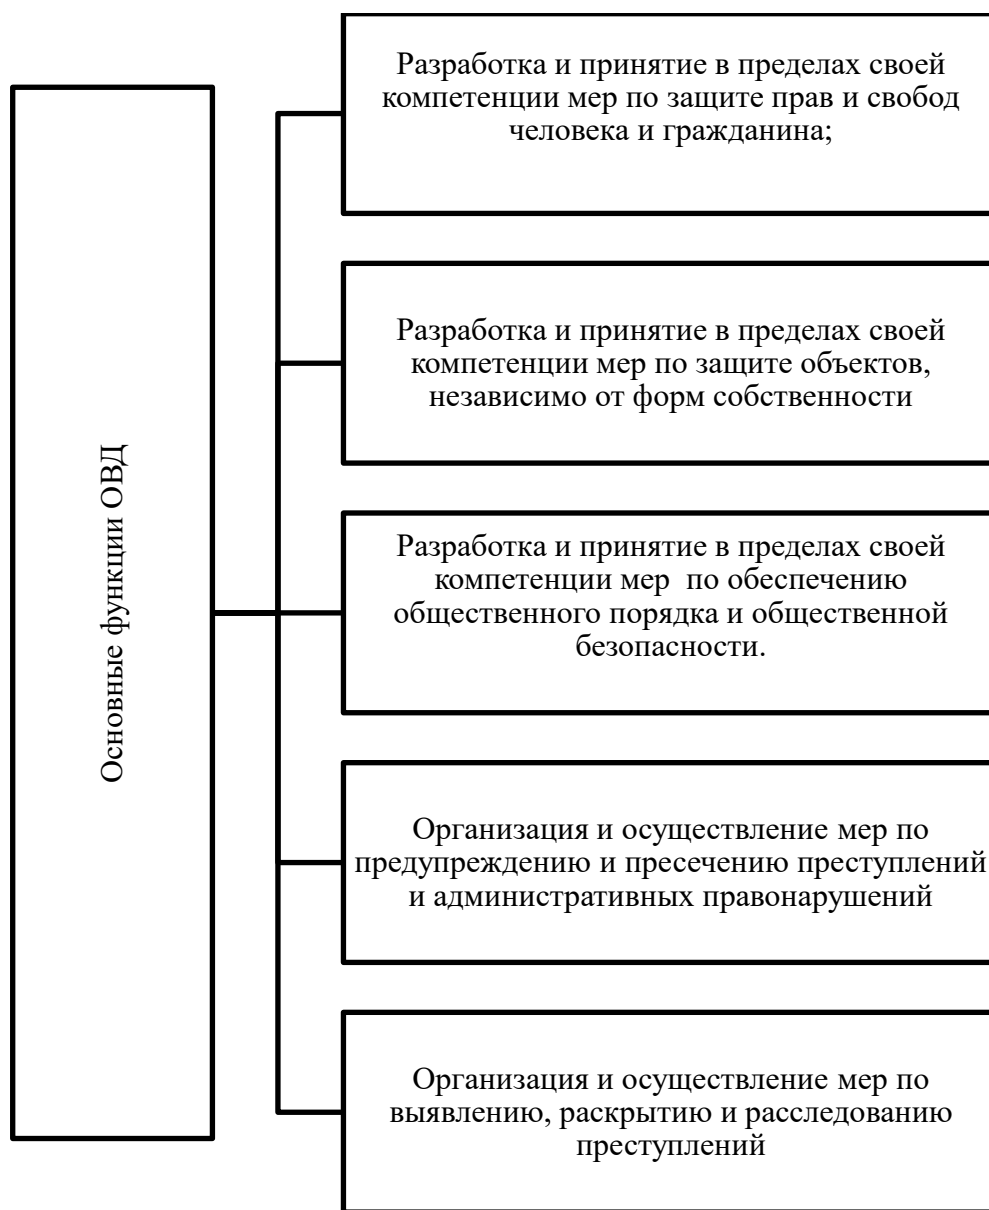 Основные функции ОВД
Разработка и принятие в пределах своей
компетенции мер по защите прав и свобод
человека и гражданина;
Разработка и принятие в пределах своей
компетенции мер по защите объектов,
независимо от форм собственности
Разработка и принятие в пределах своей
компетенции мер по обеспечению
общественного порядка и общественной
безопасности.
Организация и осуществление мер по
предупреждению и пресечению преступлений
и административных правонарушений
Организация и осуществление мер по
выявлению, раскрытию и расследованию
преступлений